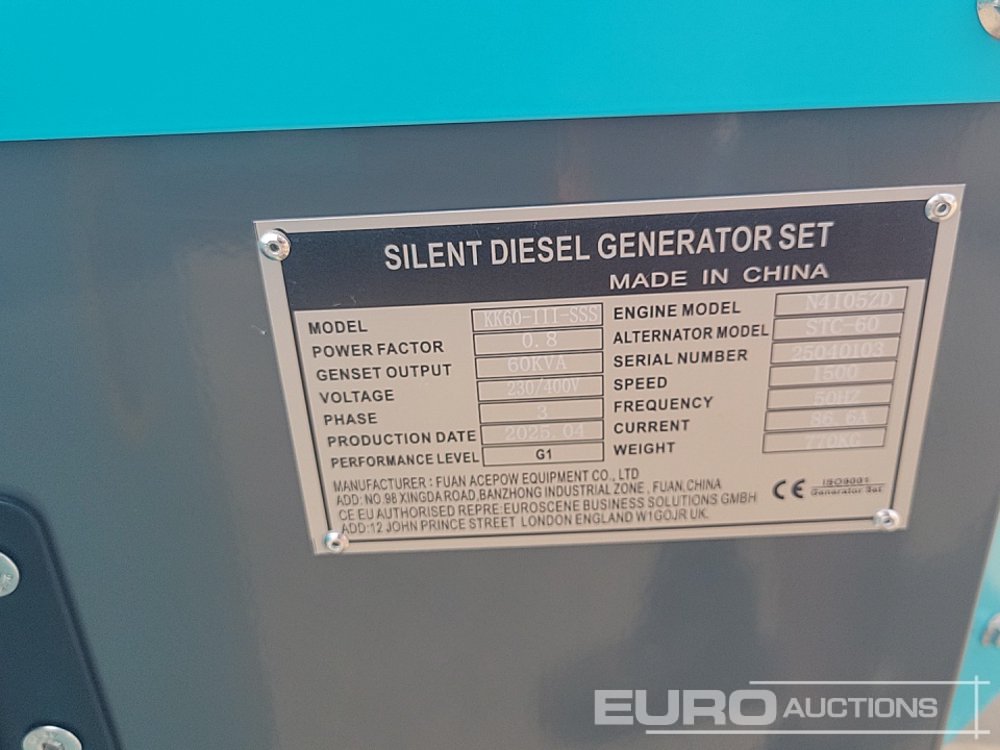 SILENT DIESEL GENERATOR SET
MADE IN CHINA
MODEL KK60-III-SSS
POWER FACTOR 0.8
GENSET OUTPUT 60KVA
VOLTAGE 230/400V
PHASE 3
PRODUCTION DATE 2025.04
PERFORMANCE LEVEL G1
ENGINE MODEL N4105ZD
ALTERNATOR MODEL STC-60
SERIAL NUMBER 25040103
SPEED 1500
FREQUENCY 50HZ
CURRENT 86.6A
WEIGHT 770KG
MANUFACTURER : FUAN ACEPOW EQUIPMENT CO., LTD
ADD: NO.98 XINGDA ROAD, BANZHONG INDUSTRIAL ZONE , FUAN, CHINA
CE EU AUTHORISED REPRE: EUROSCENE BUSINESS SOLUTIONS GMBH
ADD:12 JOHN PRINCE STREET LONDON ENGLAND W1G0JR UK.
CE
ISO9001
Generator Set
EURO AUCTIONS